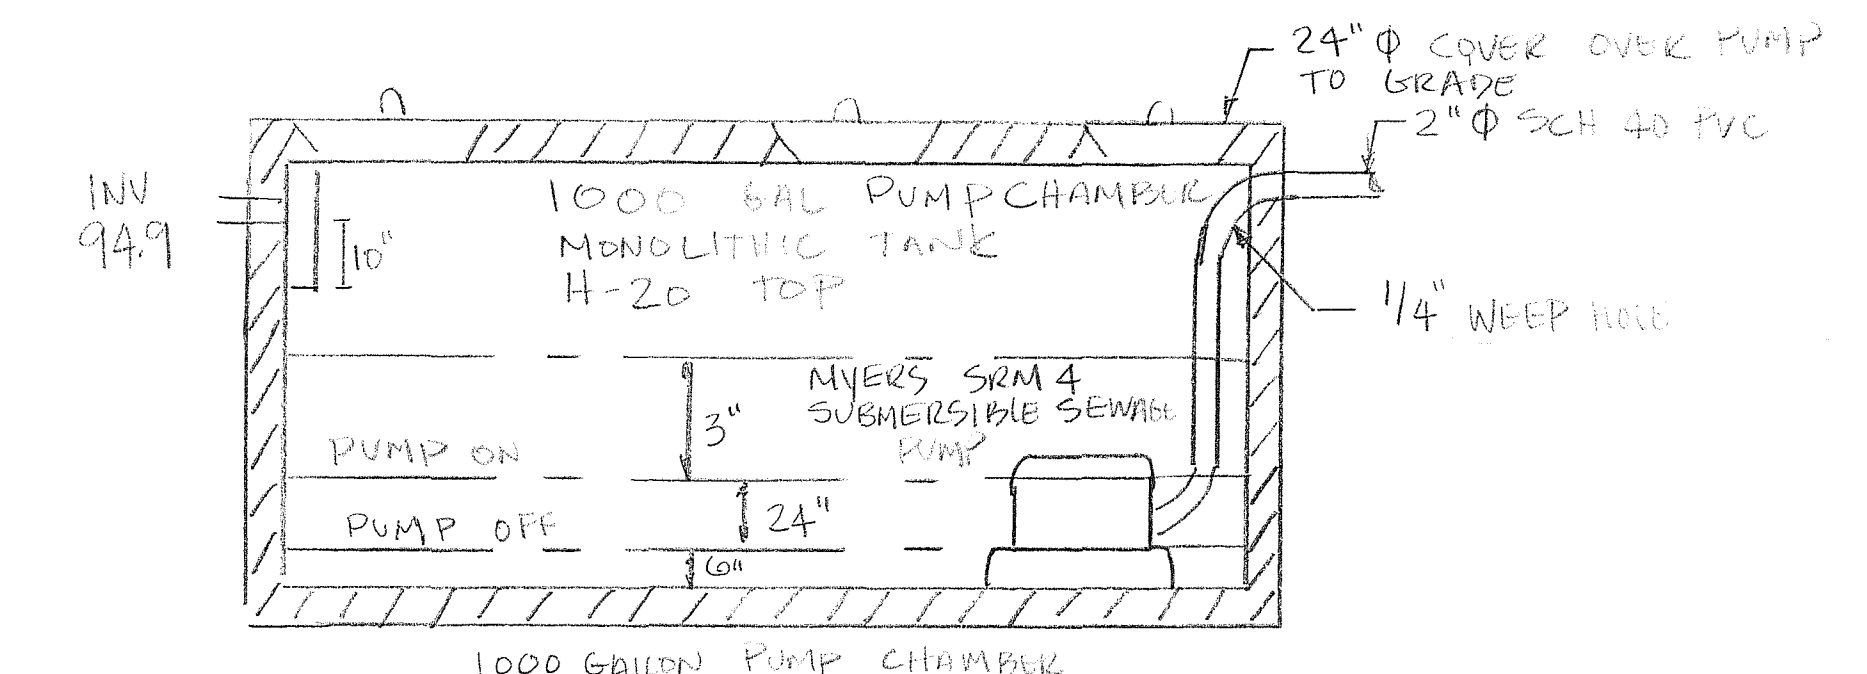 24" Φ COVER OVER PUMP
TO GRADE
2" Φ SCH 40 PVC
INV
94.9
10"
1000 GAL PUMP CHAMBER
MONOLITHIC TANK
H-20 TOP
1/4" WEEP HOLE
MYERS SRM 4
SUBMERSIBLE SEWAGE
PUMP
3"
PUMP ON
24"
PUMP OFF
6"
1000 GALLON PUMP CHAMBER